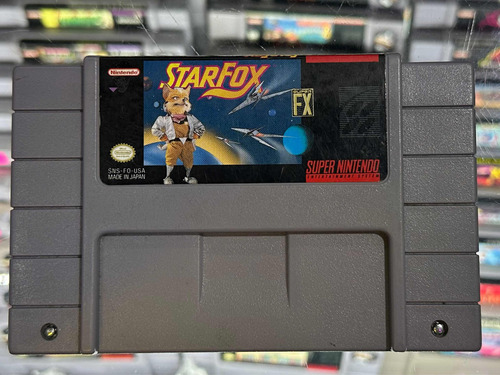 Nintendo
STARFOX
FX
SNS-FO-USA
MADE IN JAPAN
SUPER NINTENDO
ENTERTAINMENT SYSTEM